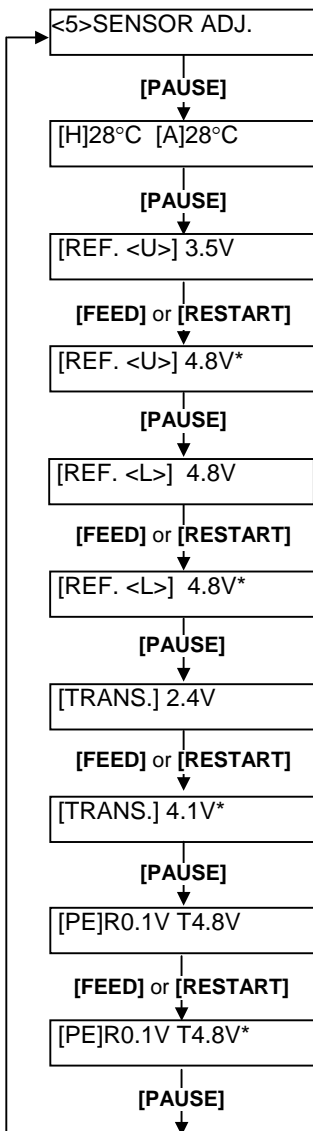 <5>SENSOR ADJ.
[PAUSE]
[H]28°C [A]28°C
[PAUSE]
[REF. <U>] 3.5V
[FEED] or [RESTART]
[REF. <U>] 4.8V*
[PAUSE]
[REF. <L>] 4.8V
[FEED] or [RESTART]
[REF. <L>] 4.8V*
[PAUSE]
[TRANS.] 2.4V
[FEED] or [RESTART]
[TRANS.] 4.1V*
[PAUSE]
[PE]R0.1V T4.8V
[FEED] or [RESTART]
[PE]R0.1V T4.8V*
[PAUSE]